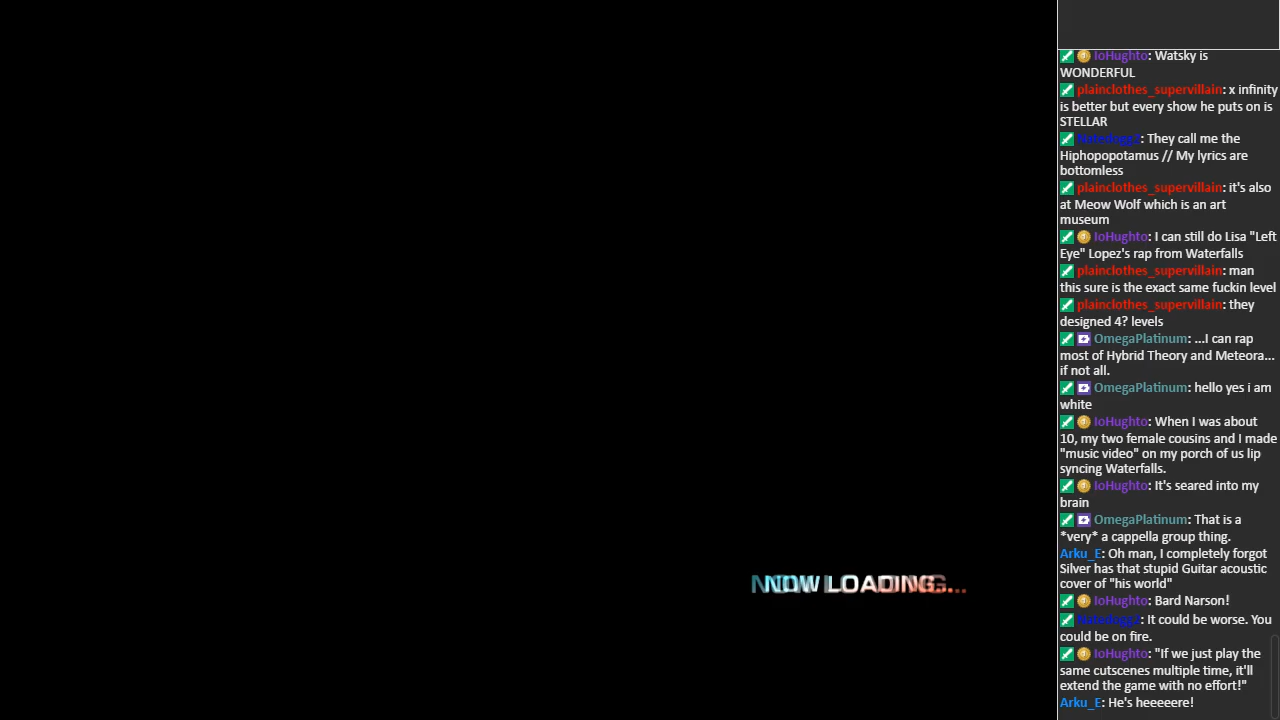 IoHughto: Watsky is
WONDERFUL
plainclothes_supervillain: x infinity
is better but every show he puts on is
STELLAR
Natedogg2: They call me the
Hiphopopotamus // My lyrics are
bottomless
plainclothes_supervillain: it's also
at Meow Wolf which is an art
museum
IoHughto: I can still do Lisa "Left
Eye" Lopez's rap from Waterfalls
plainclothes_supervillain: man
this sure is the exact same fuckin level
plainclothes_supervillain: they
designed 4? levels
OmegaPlatinum: ...I can rap
most of Hybrid Theory and Meteora...
if not all.
OmegaPlatinum: hello yes i am
white
IoHughto: When I was about
10, my two female cousins and I made
"music video" on my porch of us lip
syncing Waterfalls.
IoHughto: It's seared into my
brain
OmegaPlatinum: That is a
*very* a cappella group thing.
Arku_E: Oh man, I completely forgot
Silver has that stupid Guitar acoustic
cover of "his world"
IoHughto: Bard Narson!
Natedogg2: It could be worse. You
could be on fire.
IoHughto: "If we just play the
same cutscenes multiple time, it'll
extend the game with no effort!"
Arku_E: He's heeeeere!
NOW LOADING...